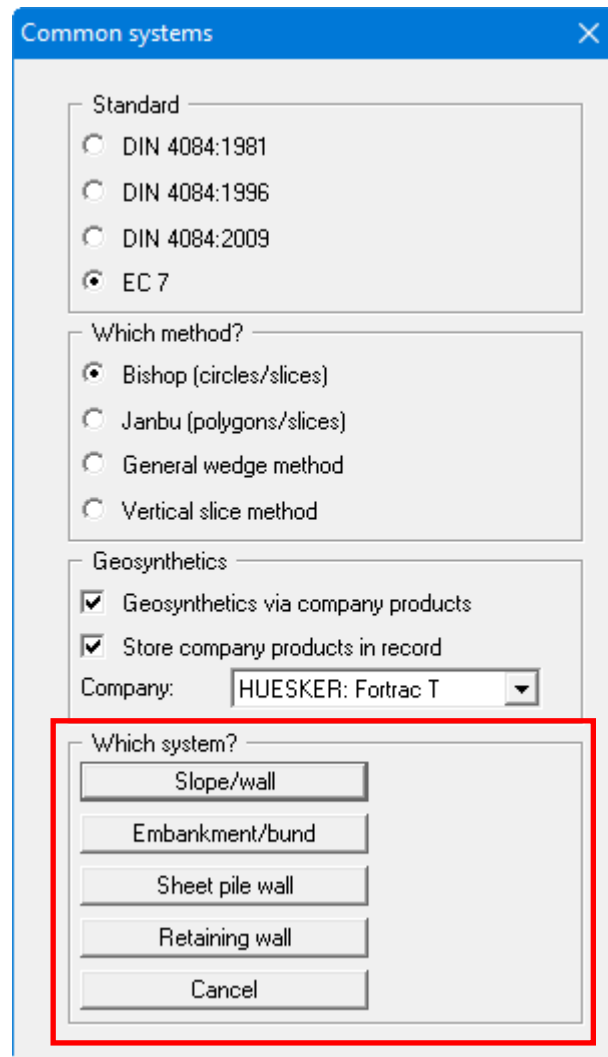 Common systems
Standard
DIN 4084:1981
DIN 4084:1996
DIN 4084:2009
EC 7
Which method?
Bishop (circles/slices)
Janbu (polygons/slices)
General wedge method
Vertical slice method
Geosynthetics
Geosynthetics via company products
Store company products in record
Company: HUESKER: Fortrac T
Which system?
Slope/wall
Embankment/bund
Sheet pile wall
Retaining wall
Cancel